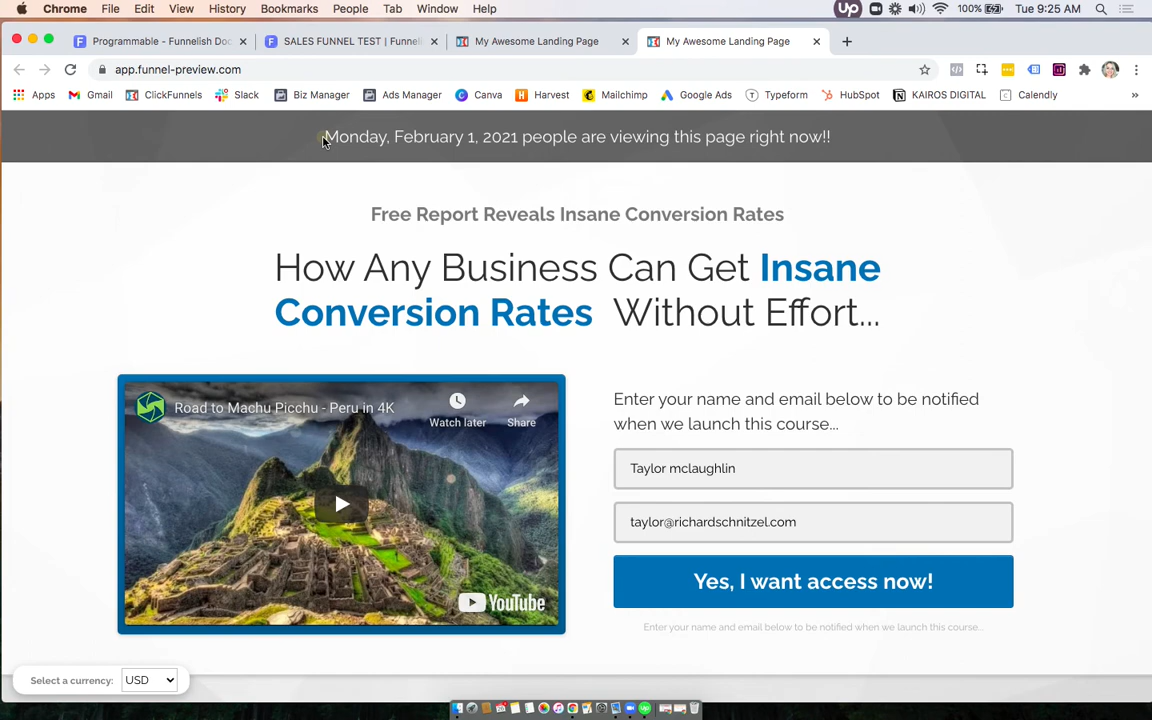 Chrome File Edit View History Bookmarks People Tab Window Help Up 100% Tue 9:25 AM
Programmable - Funnelish Doc SALES FUNNEL TEST | Funneli My Awesome Landing Page My Awesome Landing Page
app.funnel-preview.com
Apps Gmail ClickFunnels Slack Biz Manager Ads Manager Canva Harvest Mailchimp Google Ads Typeform HubSpot KAIROS DIGITAL Calendly »
Monday, February 1, 2021 people are viewing this page right now!!
Free Report Reveals Insane Conversion Rates
How Any Business Can Get Insane
Conversion Rates Without Effort...
Road to Machu Picchu - Peru in 4K
Watch later Share
YouTube
Enter your name and email below to be notified
when we launch this course...
Taylor mclaughlin
taylor@richardschnitzel.com
Yes, I want access now!
Enter your name and email below to be notified when we launch this course...
Select a currency: USD